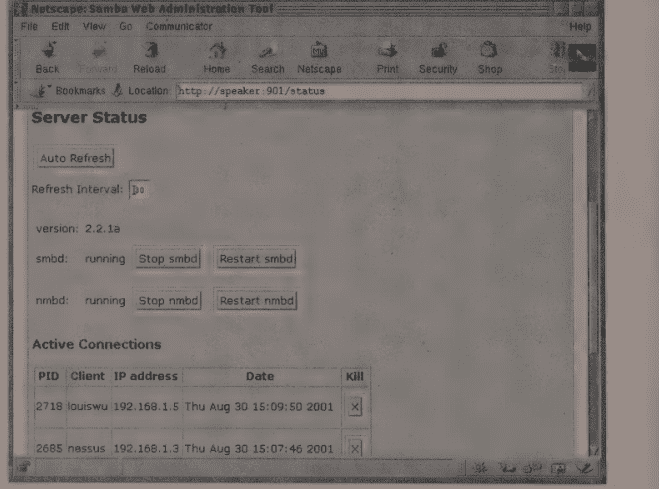 Netscape: Samba Web Administration Tool
File Edit View Go Communicator Help
Back Forward Reload Home Search Netscape Print Security Shop
Bookmarks Location: http://speaker:901/status
Server Status
Auto Refresh
Refresh Interval:
version: 2.2.1a
smbd: running Stop smbd Restart smbd
nmbd: running Stop nmbd Restart nmbd
Active Connections
PID Client IP address Date Kill
2718 louiswu 192.168.1.5 Thu Aug 30 15:09:50 2001 X
2685 nessus 192.168.1.3 Thu Aug 30 15:07:46 2001 X